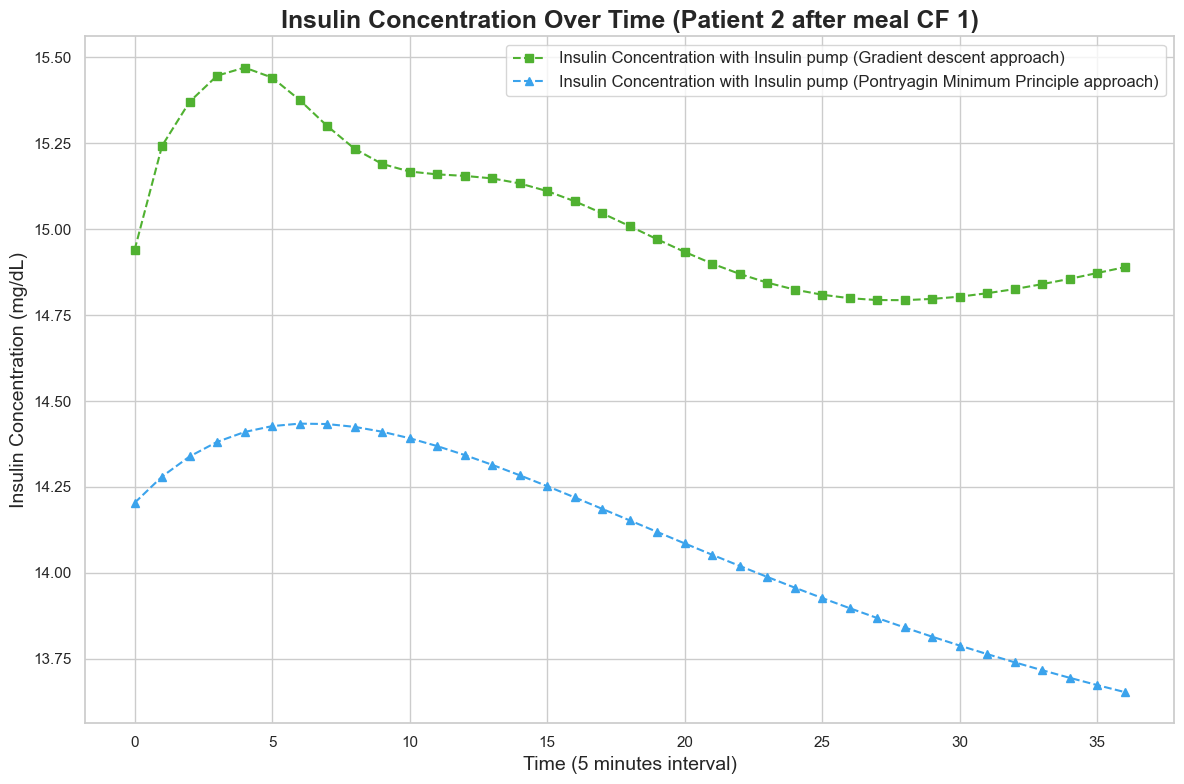 Insulin Concentration Over Time (Patient 2 after meal CF 1)
Insulin Concentration with Insulin pump (Gradient descent approach)
Insulin Concentration with Insulin pump (Pontryagin Minimum Principle approach)
Insulin Concentration (mg/dL)
15.50
15.25
15.00
14.75
14.50
14.25
14.00
13.75
0 5 10 15 20 25 30 35
Time (5 minutes interval)